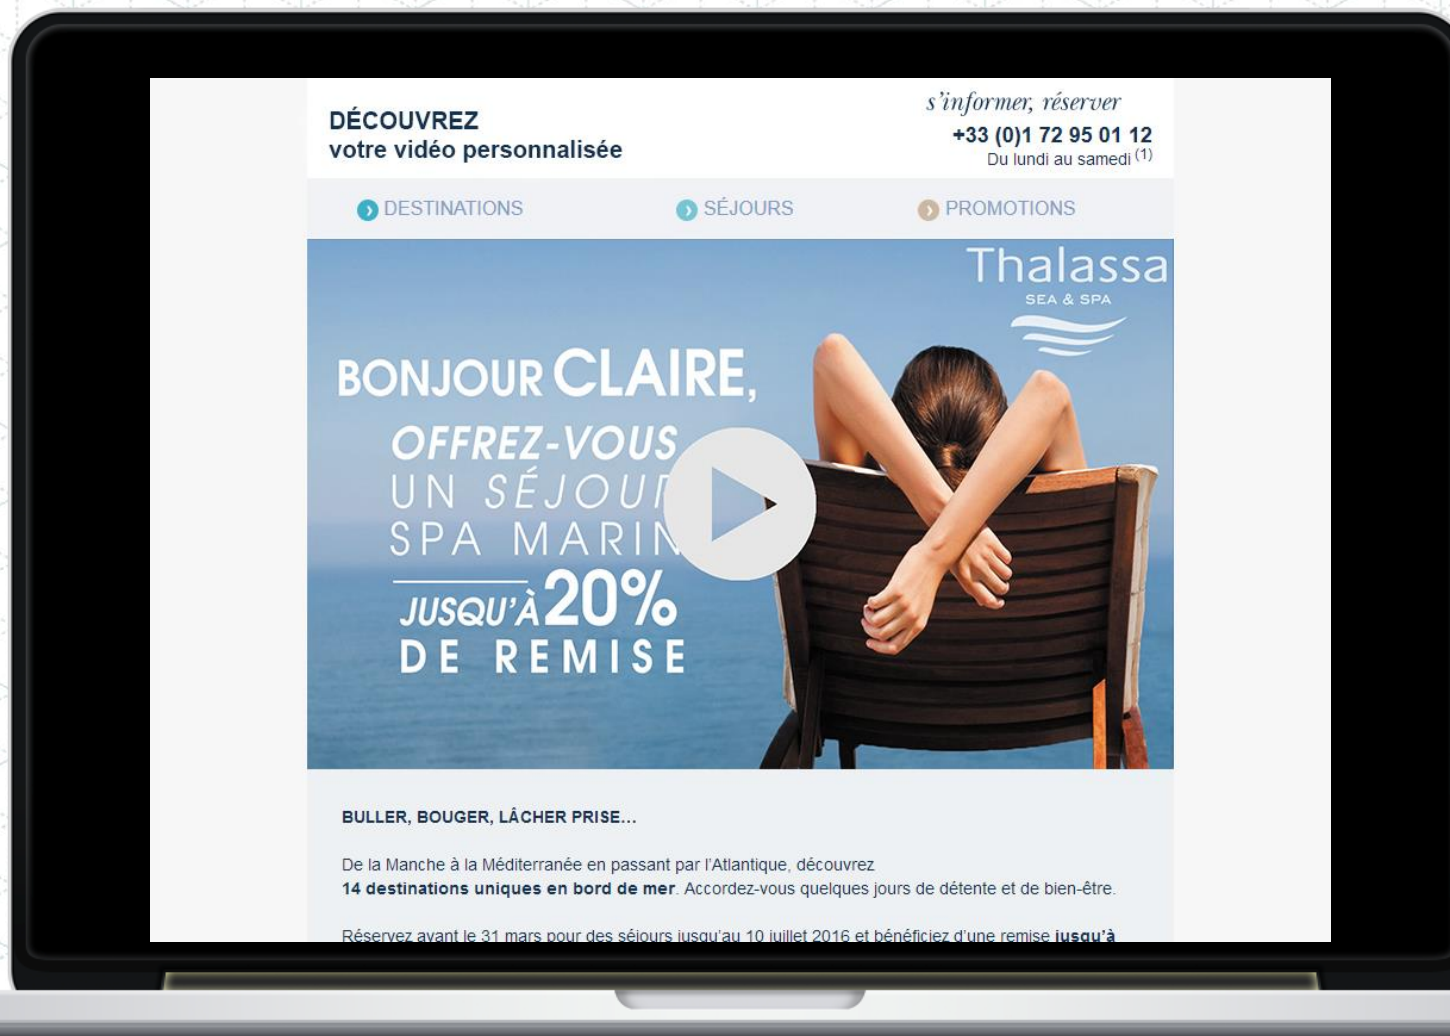 DÉCOUVREZ
votre vidéo personnalisée
s'informer, réserver
+33 (0)1 72 95 01 12
Du lundi au samedi (1)
DESTINATIONS
SÉJOURS
PROMOTIONS
Thalassa
SEA & SPA
BONJOUR CLAIRE,
OFFREZ-VOUS
UN SÉJOUR
SPA MARIN
JUSQU'À 20%
DE REMISE
BULLER, BOUGER, LÂCHER PRISE...
De la Manche à la Méditerranée en passant par l'Atlantique, découvrez
14 destinations uniques en bord de mer. Accordez-vous quelques jours de détente et de bien-être.
Réservez avant le 31 mars pour des séjours jusqu'au 10 juillet 2016 et bénéficiez d'une remise jusqu'à